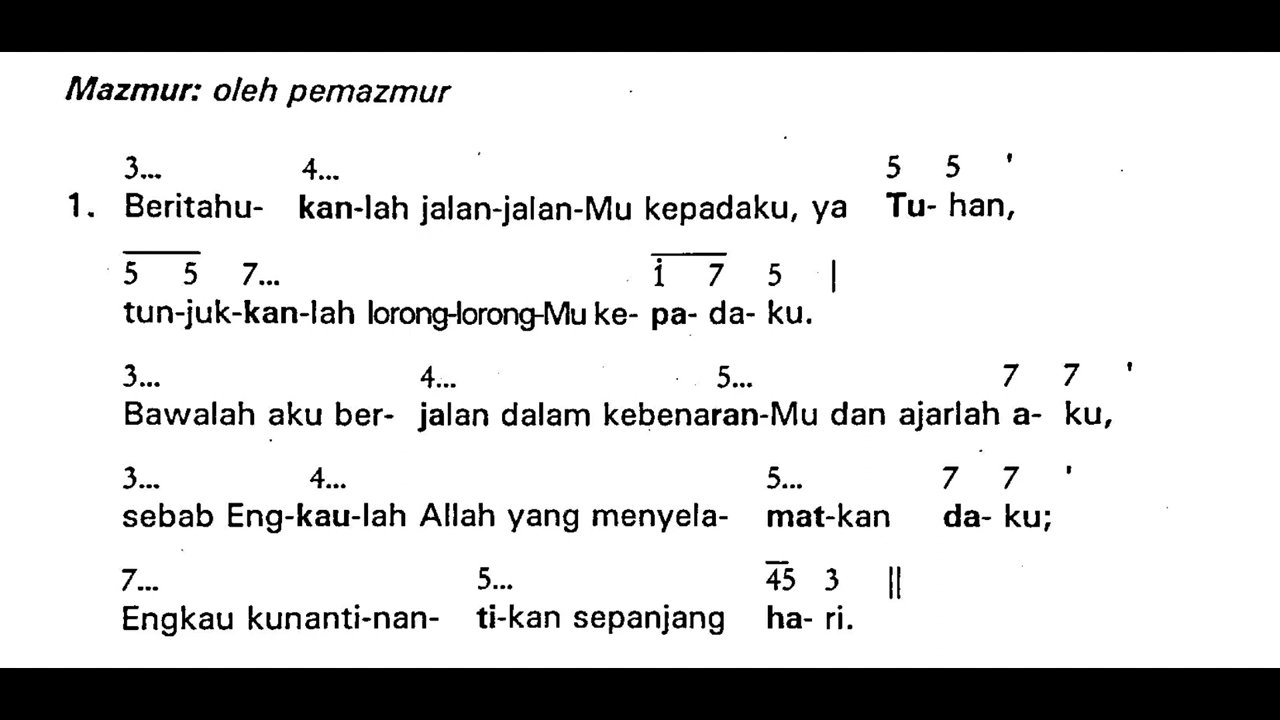 Mazmur: oleh pemazmur
3... 4... 5 5 '
1. Beritahu- kan-lah jalan-jalan-Mu kepadaku, ya Tu- han,
5 5 7... i 7 5 |
tun-juk-kan-lah lorong-lorong-Mu ke- pa- da- ku.
3... 4... 5... 7 7 '
Bawalah aku ber- jalan dalam kebenaran-Mu dan ajarlah a- ku,
3... 4... 5... 7 7 '
sebab Eng-kau-lah Allah yang menyela- mat-kan da- ku;
7... 5... 45 3 ||
Engkau kunanti-nan- ti-kan sepanjang ha- ri.